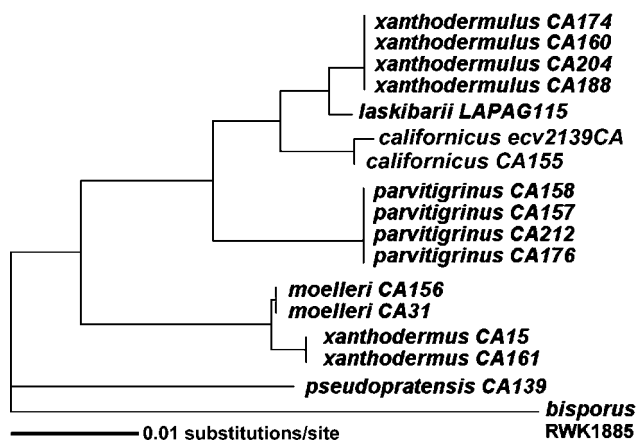 xanthodermulus CA174
xanthodermulus CA160
xanthodermulus CA204
xanthodermulus CA188
laskibarii LAPAG115
californicus ecv2139CA
californicus CA155
parvitigrinus CA158
parvitigrinus CA157
parvitigrinus CA212
parvitigrinus CA176
moelleri CA156
moelleri CA31
xanthodermus CA15
xanthodermus CA161
pseudopratensis CA139
bisporus
RWK1885
0.01 substitutions/site